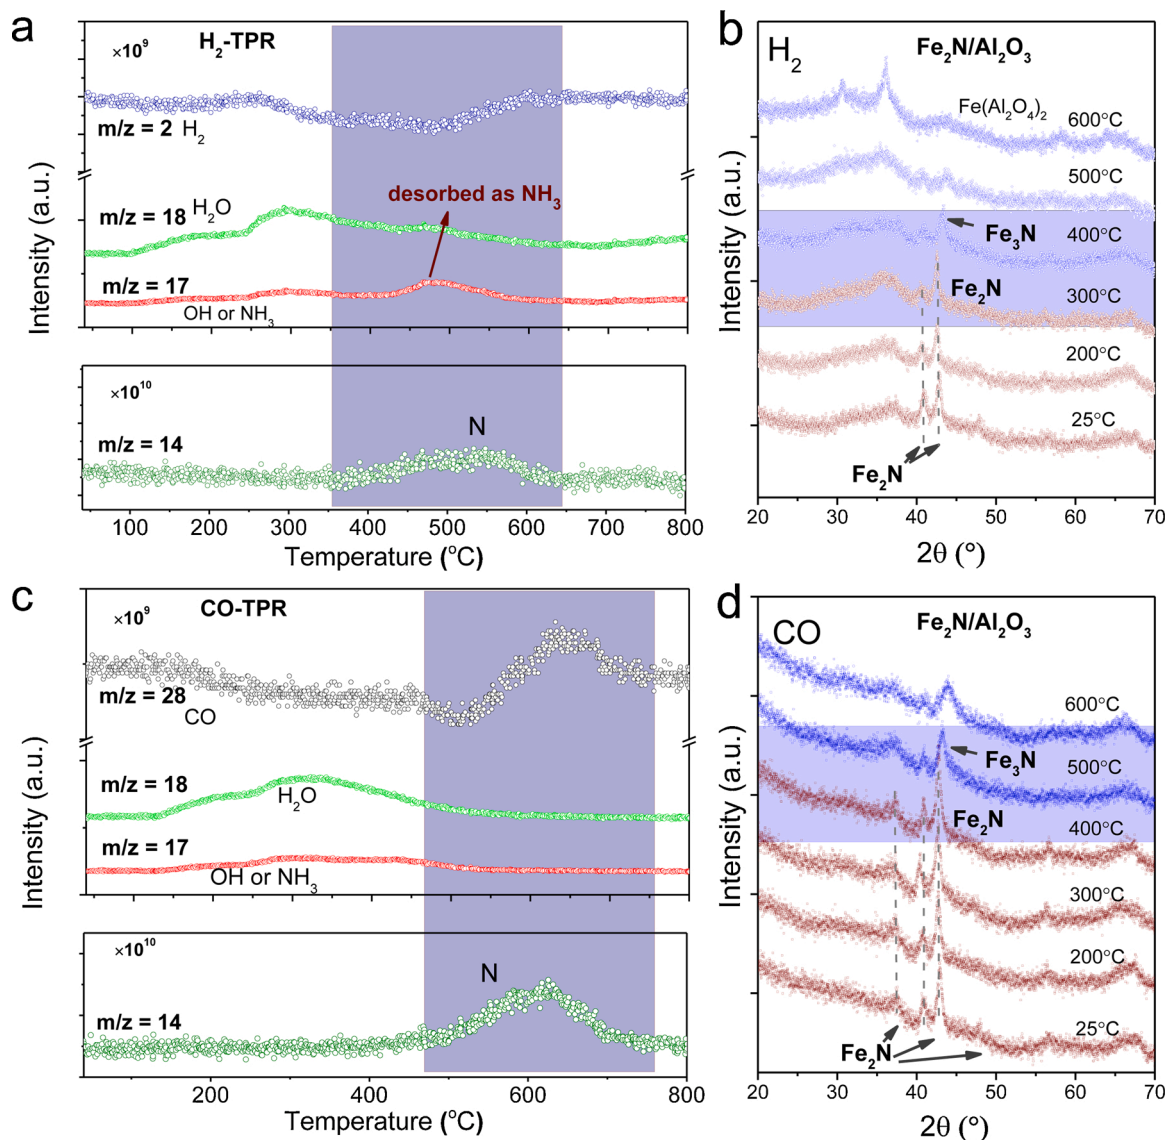 a
H₂-TPR
×10⁹
m/z = 2 H₂
desorbed as NH₃
m/z = 18
H₂O
m/z = 17
OH or NH₃
×10¹⁰
N
m/z = 14
Intensity (a.u.)
100 200 300 400 500 600 700 800
Temperature (°C)
b
H₂
Fe₂N/Al₂O₃
Fe(Al₂O₄)₂
600°C
500°C
Fe₃N
400°C
Fe₂N
300°C
200°C
25°C
Fe₂N
Intensity (a.u.)
20 30 40 50 60 70
2θ (°)
c
CO-TPR
×10⁹
m/z = 28
CO
m/z = 18
H₂O
m/z = 17
OH or NH₃
×10¹⁰
N
m/z = 14
Intensity (a.u.)
200 400 600 800
Temperature (°C)
d
CO
Fe₂N/Al₂O₃
600°C
Fe₃N
500°C
Fe₂N
400°C
300°C
200°C
25°C
Fe₂N
Intensity (a.u.)
20 30 40 50 60 70
2θ (°)